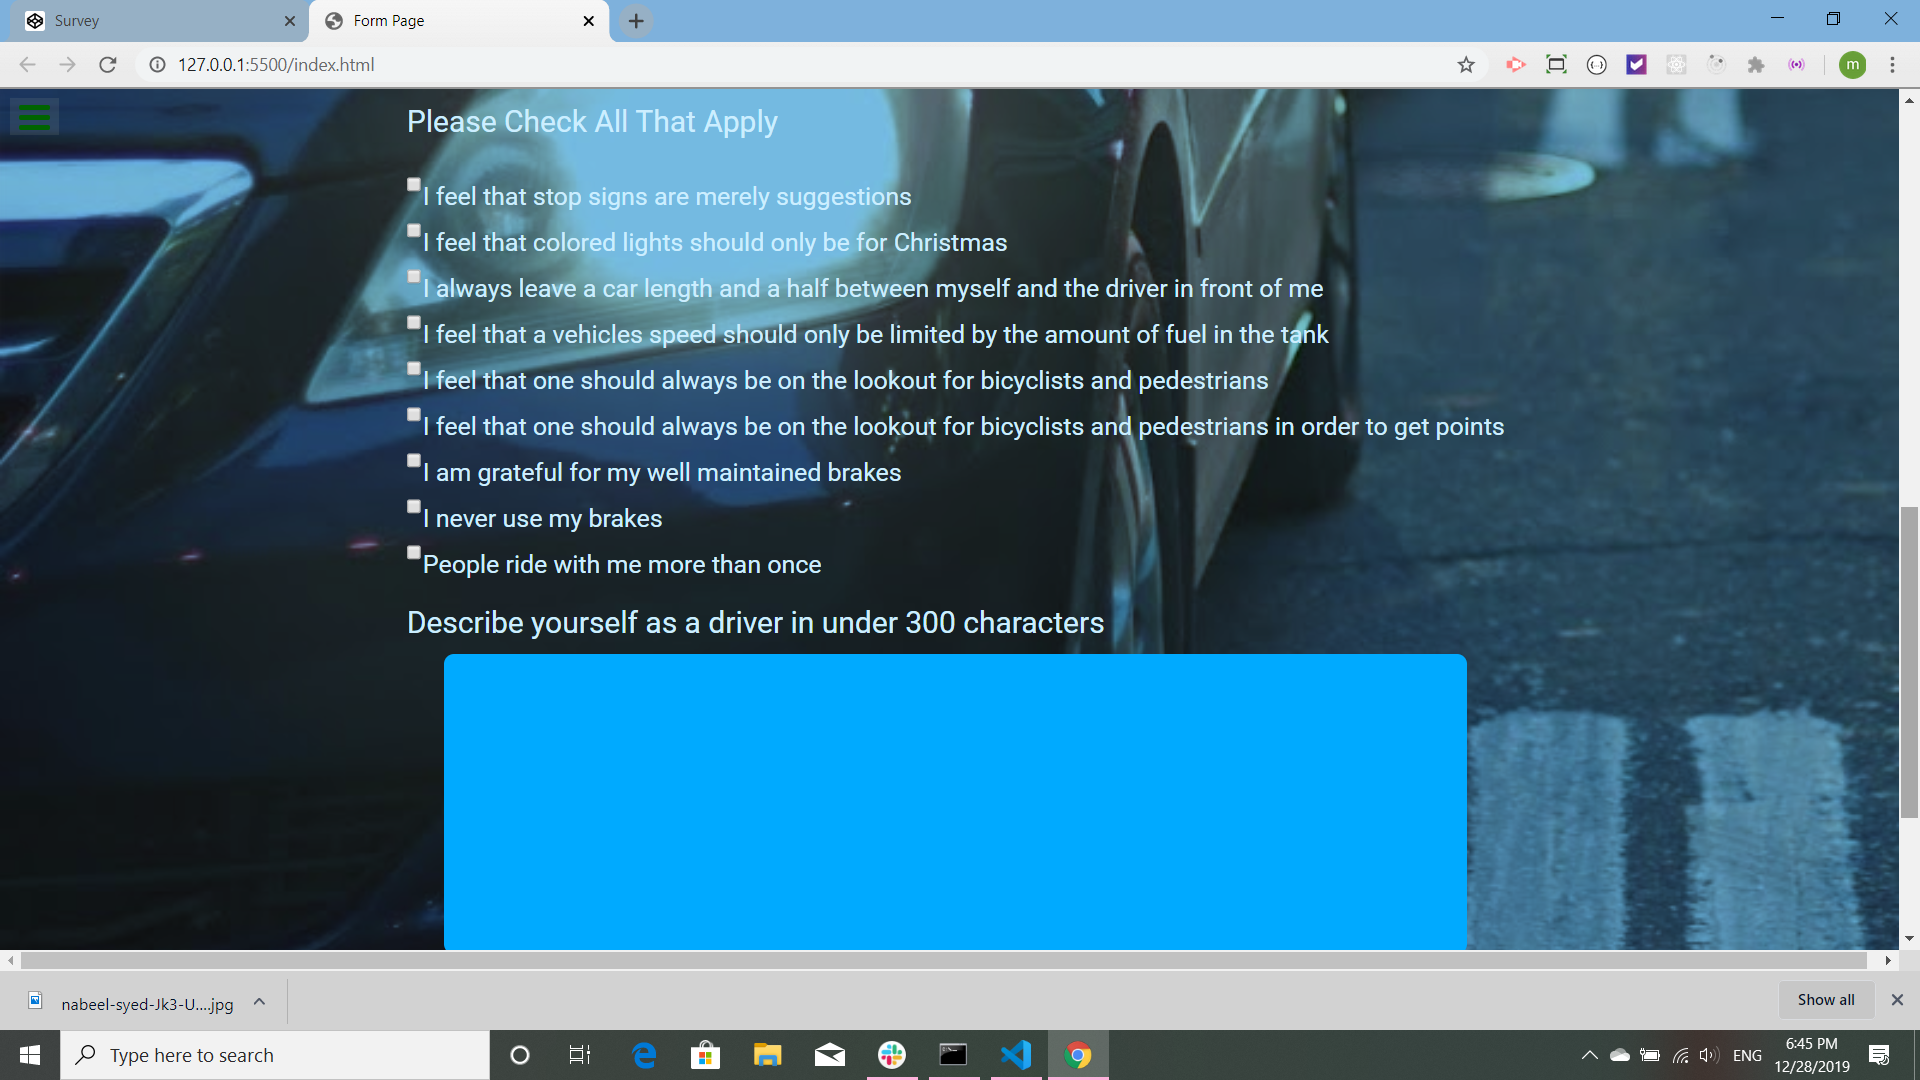 Survey
Form Page
127.0.0.1:5500/index.html
m
Please Check All That Apply
I feel that stop signs are merely suggestions
I feel that colored lights should only be for Christmas
I always leave a car length and a half between myself and the driver in front of me
I feel that a vehicles speed should only be limited by the amount of fuel in the tank
I feel that one should always be on the lookout for bicyclists and pedestrians
I feel that one should always be on the lookout for bicyclists and pedestrians in order to get points
I am grateful for my well maintained brakes
I never use my brakes
People ride with me more than once
Describe yourself as a driver in under 300 characters
nabeel-syed-Jk3-U....jpg
Show all
Type here to search
ENG
6:45 PM
12/28/2019